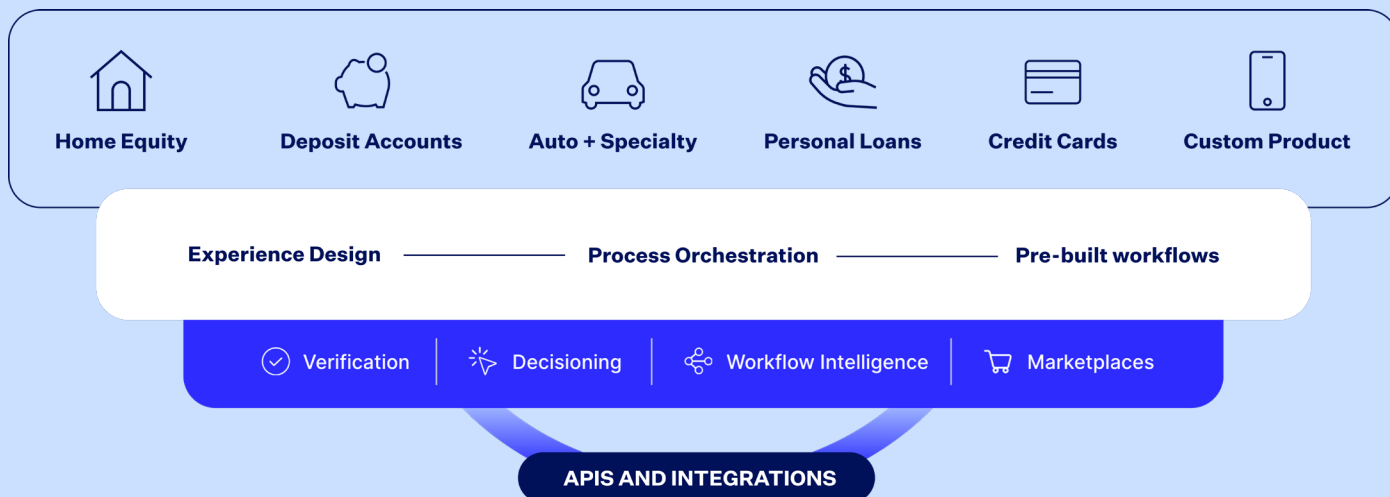 Home Equity
Deposit Accounts
Auto + Specialty
Personal Loans
Credit Cards
Custom Product
Experience Design
Process Orchestration
Pre-built workflows
Verification
Decisioning
Workflow Intelligence
Marketplaces
APIS AND INTEGRATIONS